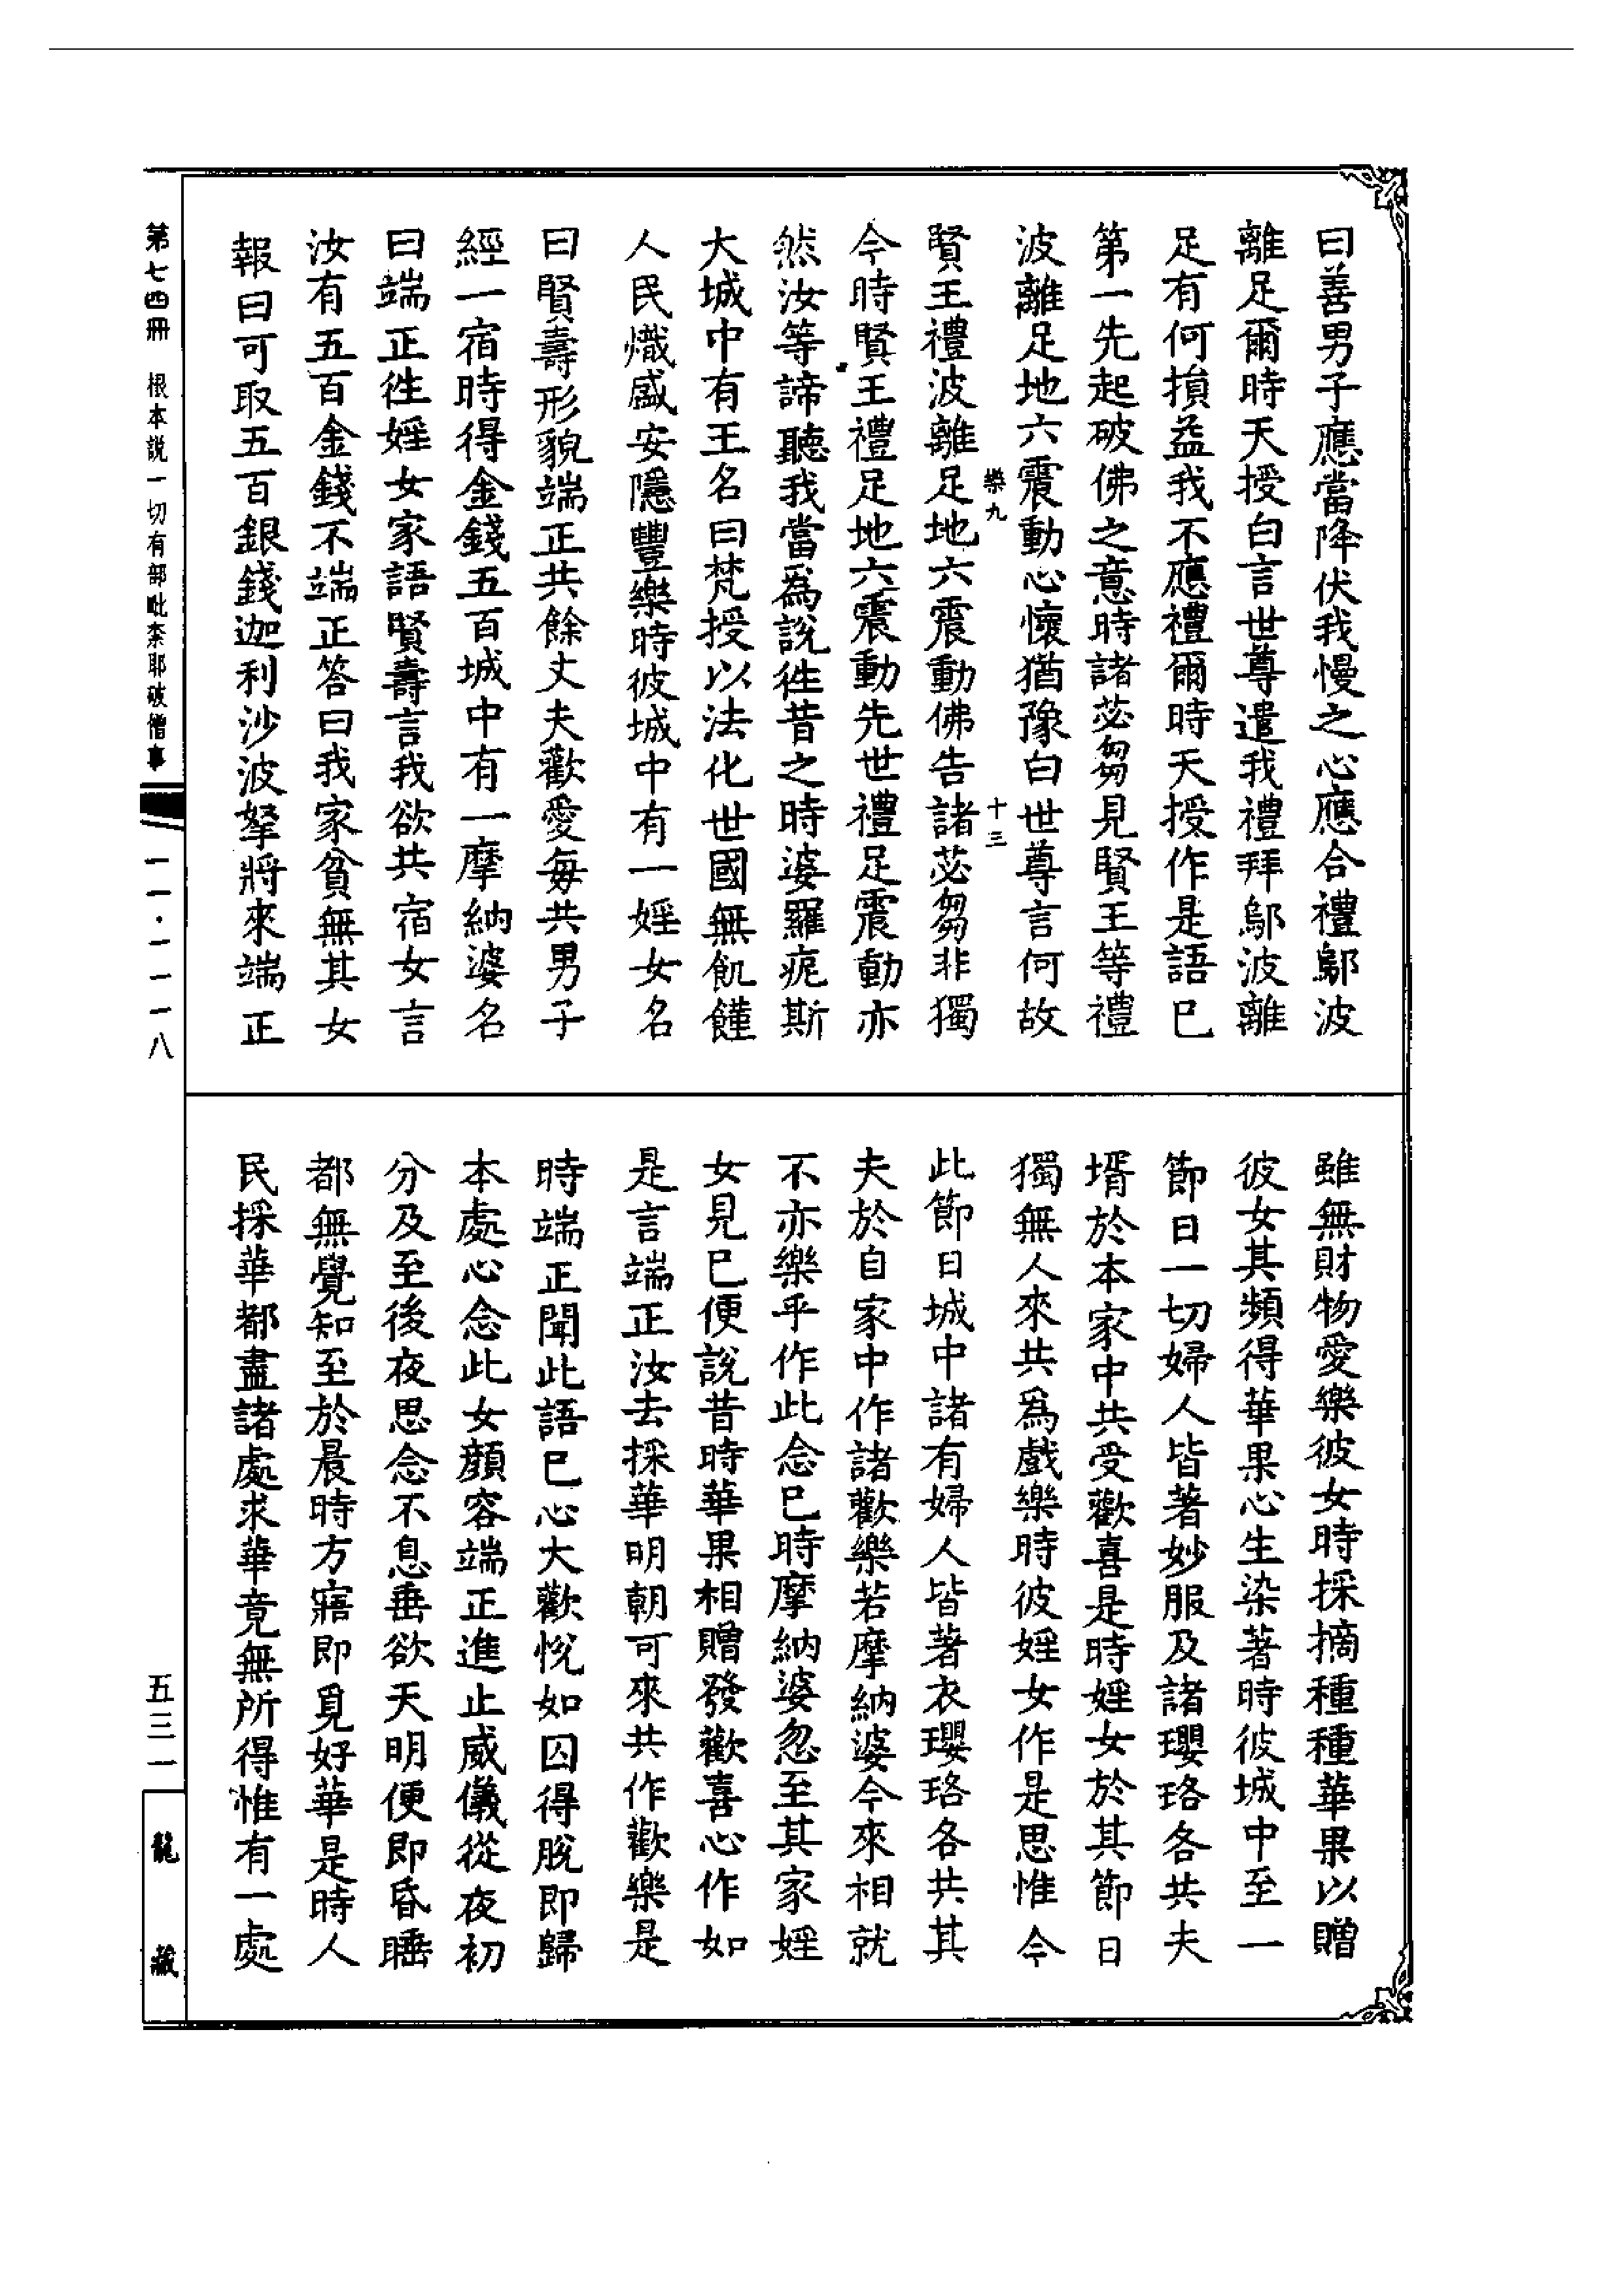 曰善男子應當降伏我慢之心應合禮鄔波
離足爾時天授白言世尊遣我禮拜鄔波離
足有何損益我不應禮爾時天授作是語已
第一先起破佛之意時諸苾芻見賢王等禮
波離足地六震動心懷猶豫白世尊言何故
樂九 十三
賢王禮波離足地六震動佛告諸苾芻非獨
今時賢王禮足地六震動先世禮足震動亦
然汝等諦聽我當爲說徃昔之時婆羅痆斯
大城中有王名曰梵授以法化世國無飢饉
人民熾盛安隱豐樂時彼城中有一婬女名
曰賢壽形貌端正共餘丈夫歡愛每共男子
經一宿時得金錢五百城中有一摩納婆名
曰端正徃婬女家語賢壽言我欲共宿女言
汝有五百金錢不端正答曰我家貧無其女
報曰可取五百銀錢迦利沙波拏將來端正
雖無財物愛樂彼女時採摘種種華果以贈
彼女其頻得華果心生染著時彼城中至一
節日一切婦人皆著妙服及諸瓔珞各共夫
壻於本家中共受歡喜是時婬女於其節日
獨無人來共爲戲樂時彼婬女作是思惟今
此節日城中諸有婦人皆著衣瓔珞各共其
夫於自家中作諸歡樂若摩納婆今來相就
不亦樂乎作此念已時摩納婆忽至其家婬
女見已便說昔時華果相贈發歡喜心作如
是言端正汝去採華明朝可來共作歡樂是
時端正聞此語已心大歡悅如囚得脫即歸
本處心念此女顏容端正進止威儀從夜初
分及至後夜思念不息垂欲天明便即昏睡
都無覺知至於晨時方寤即覓好華是時人
民採華都盡諸處求華竟無所得惟有一處
第七四冊 根本說一切有部毗奈耶破僧事
一一·一一一八
五三一
龍藏